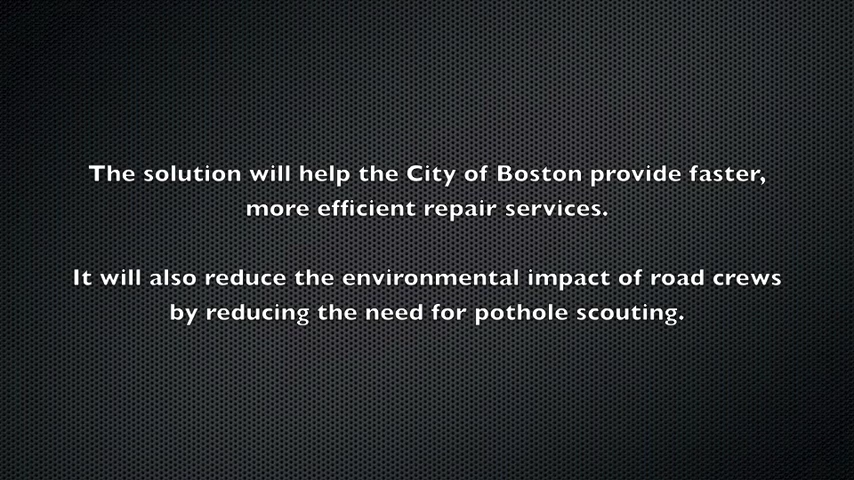 The solution will help the City of Boston provide faster,
more efficient repair services.
It will also reduce the environmental impact of road crews
by reducing the need for pothole scouting.